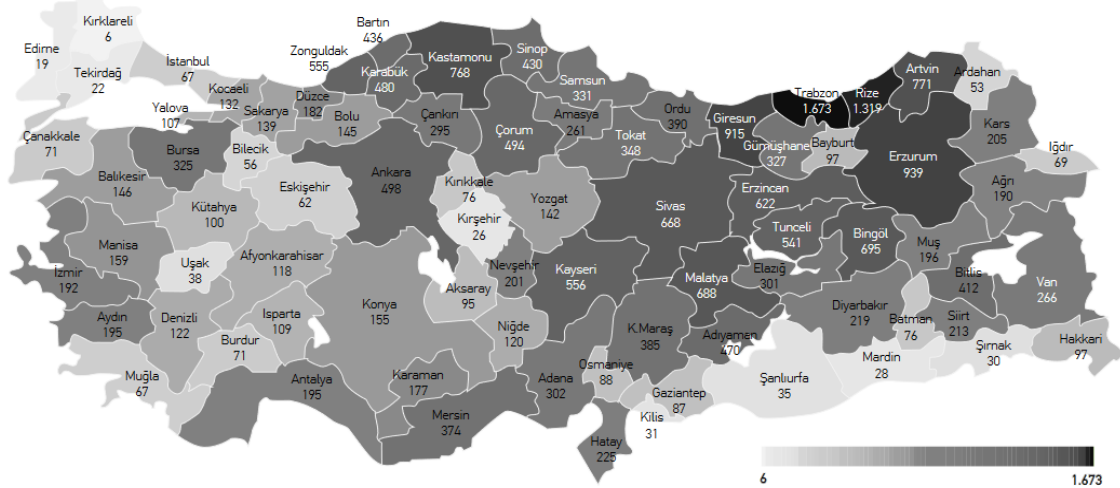 Kırklareli
6
Edirne
19
Tekirdağ
22
İstanbul
67
Kocaeli
132
Yalova
107
Sakarya
139
Düzce
182
Bolu
145
Zonguldak
555
Bartın
436
Karabük
480
Kastamonu
768
Sinop
430
Samsun
331
Çankırı
295
Çorum
494
Amasya
261
Tokat
348
Ordu
390
Giresun
915
Gümüşhane
327
Trabzon
1.673
Rize
1.319
Bayburt
97
Artvin
771
Ardahan
53
Kars
205
Iğdır
69
Erzurum
939
Ağrı
190
Çanakkale
71
Bursa
325
Bilecik
56
Balıkesir
146
Kütahya
100
Eskişehir
62
Ankara
498
Kırıkkale
76
Kırşehir
26
Yozgat
142
Sivas
668
Erzincan
622
Tunceli
541
Bingöl
695
Muş
196
Bitlis
412
Van
266
Manisa
159
İzmir
192
Uşak
38
Afyonkarahisar
118
Konya
155
Aksaray
95
Nevşehir
201
Kayseri
556
Malatya
688
Elazığ
301
Diyarbakır
219
Batman
76
Siirt
213
Aydın
195
Denizli
122
Isparta
109
Burdur
71
Niğde
120
K.Maraş
385
Adıyaman
470
Mardin
28
Şırnak
30
Hakkari
97
Muğla
67
Antalya
195
Karaman
177
Mersin
374
Adana
302
Osmaniye
88
Gaziantep
87
Şanlıurfa
35
Kilis
31
Hatay
225
6
1.673